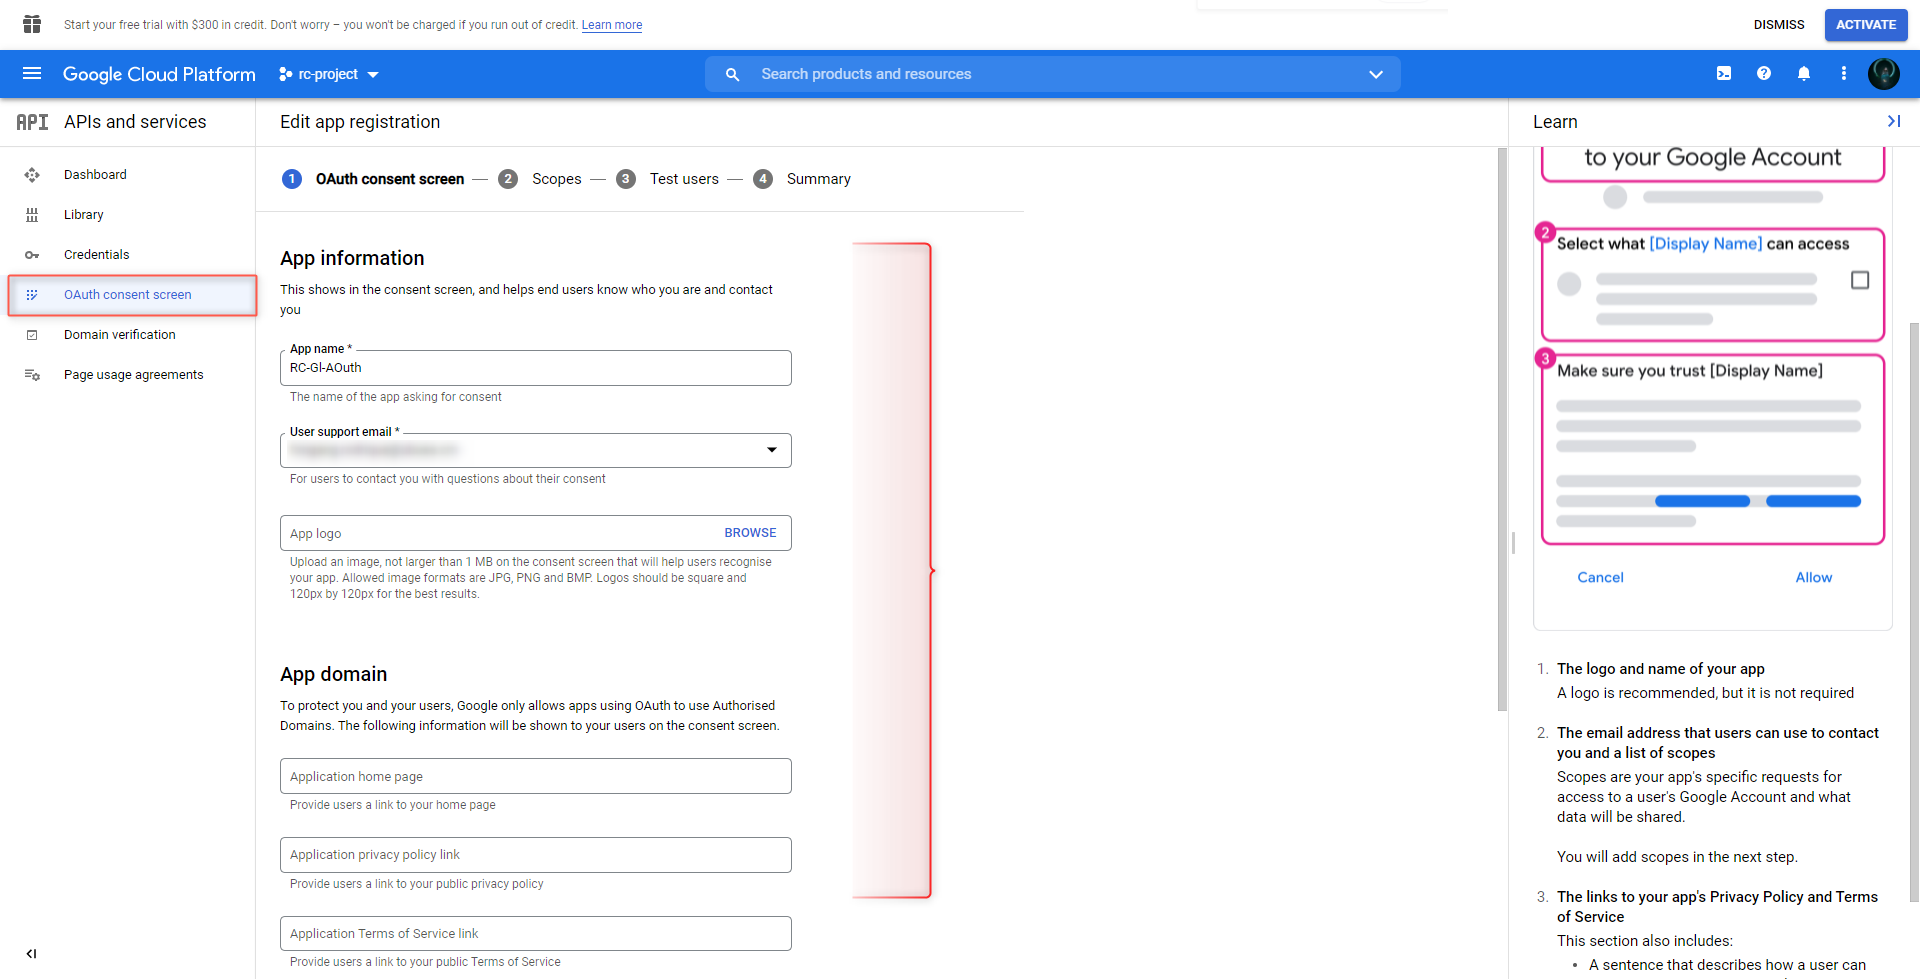 Start your free trial with $300 in credit. Don't worry – you won't be charged if you run out of credit. Learn more
DISMISS
ACTIVATE
Google Cloud Platform
rc-project
Search products and resources
API APIs and services
Edit app registration
Learn
Dashboard
Library
Credentials
OAuth consent screen
Domain verification
Page usage agreements
1 OAuth consent screen — 2 Scopes — 3 Test users — 4 Summary
App information
This shows in the consent screen, and helps end users know who you are and contact
you
App name *
RC-Gl-AOuth
The name of the app asking for consent
User support email *
For users to contact you with questions about their consent
App logo
BROWSE
Upload an image, not larger than 1 MB on the consent screen that will help users recognise
your app. Allowed image formats are JPG, PNG and BMP. Logos should be square and
120px by 120px for the best results.
App domain
To protect you and your users, Google only allows apps using OAuth to use Authorised
Domains. The following information will be shown to your users on the consent screen.
Application home page
Provide users a link to your home page
Application privacy policy link
Provide users a link to your public privacy policy
Application Terms of Service link
Provide users a link to your public Terms of Service
to your Google Account
2
Select what [Display Name] can access
3
Make sure you trust [Display Name]
Cancel
Allow
1. The logo and name of your app
A logo is recommended, but it is not required
2. The email address that users can use to contact
you and a list of scopes
Scopes are your app's specific requests for
access to a user's Google Account and what
data will be shared.
You will add scopes in the next step.
3. The links to your app's Privacy Policy and Terms
of Service
This section also includes:
• A sentence that describes how a user can